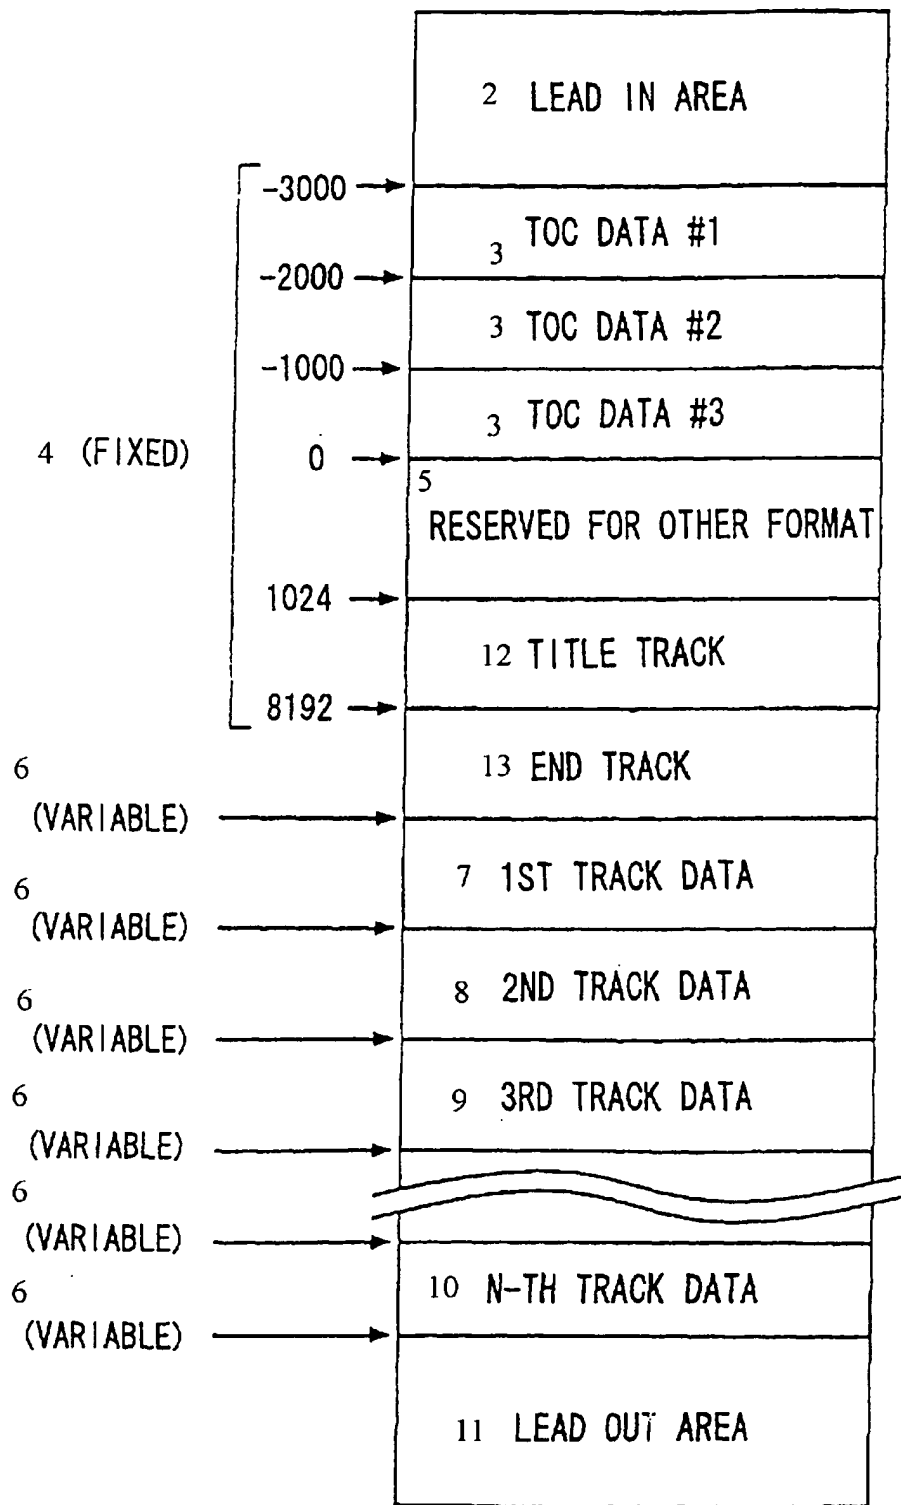 2 LEAD IN AREA
-3000
3 TOC DATA #1
-2000
3 TOC DATA #2
-1000
3 TOC DATA #3
4 (FIXED)
0
5
RESERVED FOR OTHER FORMAT
1024
12 TITLE TRACK
8192
13 END TRACK
6
(VARIABLE)
7 1ST TRACK DATA
6
(VARIABLE)
8 2ND TRACK DATA
6
(VARIABLE)
9 3RD TRACK DATA
6
(VARIABLE)
6
(VARIABLE)
10 N-TH TRACK DATA
6
(VARIABLE)
11 LEAD OUT AREA